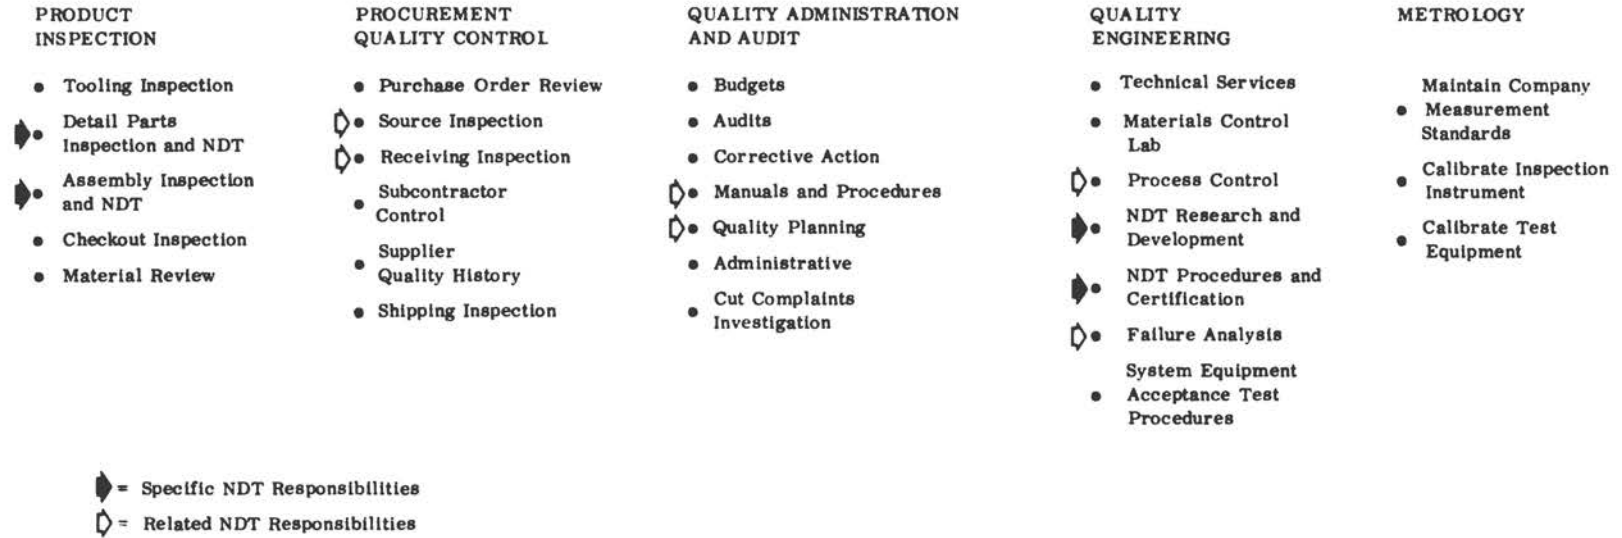 PRODUCT
INSPECTION
• Tooling Inspection
• Detail Parts
Inspection and NDT
• Assembly Inspection
and NDT
• Checkout Inspection
• Material Review
PROCUREMENT
QUALITY CONTROL
• Purchase Order Review
• Source Inspection
• Receiving Inspection
• Subcontractor
Control
• Supplier
Quality History
• Shipping Inspection
QUALITY ADMINISTRATION
AND AUDIT
• Budgets
• Audits
• Corrective Action
• Manuals and Procedures
• Quality Planning
• Administrative
• Cut Complaints
Investigation
QUALITY
ENGINEERING
• Technical Services
• Materials Control
Lab
• Process Control
• NDT Research and
Development
• NDT Procedures and
Certification
• Failure Analysis
System Equipment
• Acceptance Test
Procedures
METROLOGY
Maintain Company
• Measurement
Standards
• Calibrate Inspection
Instrument
• Calibrate Test
Equipment
= Specific NDT Responsibilities
= Related NDT Responsibilities